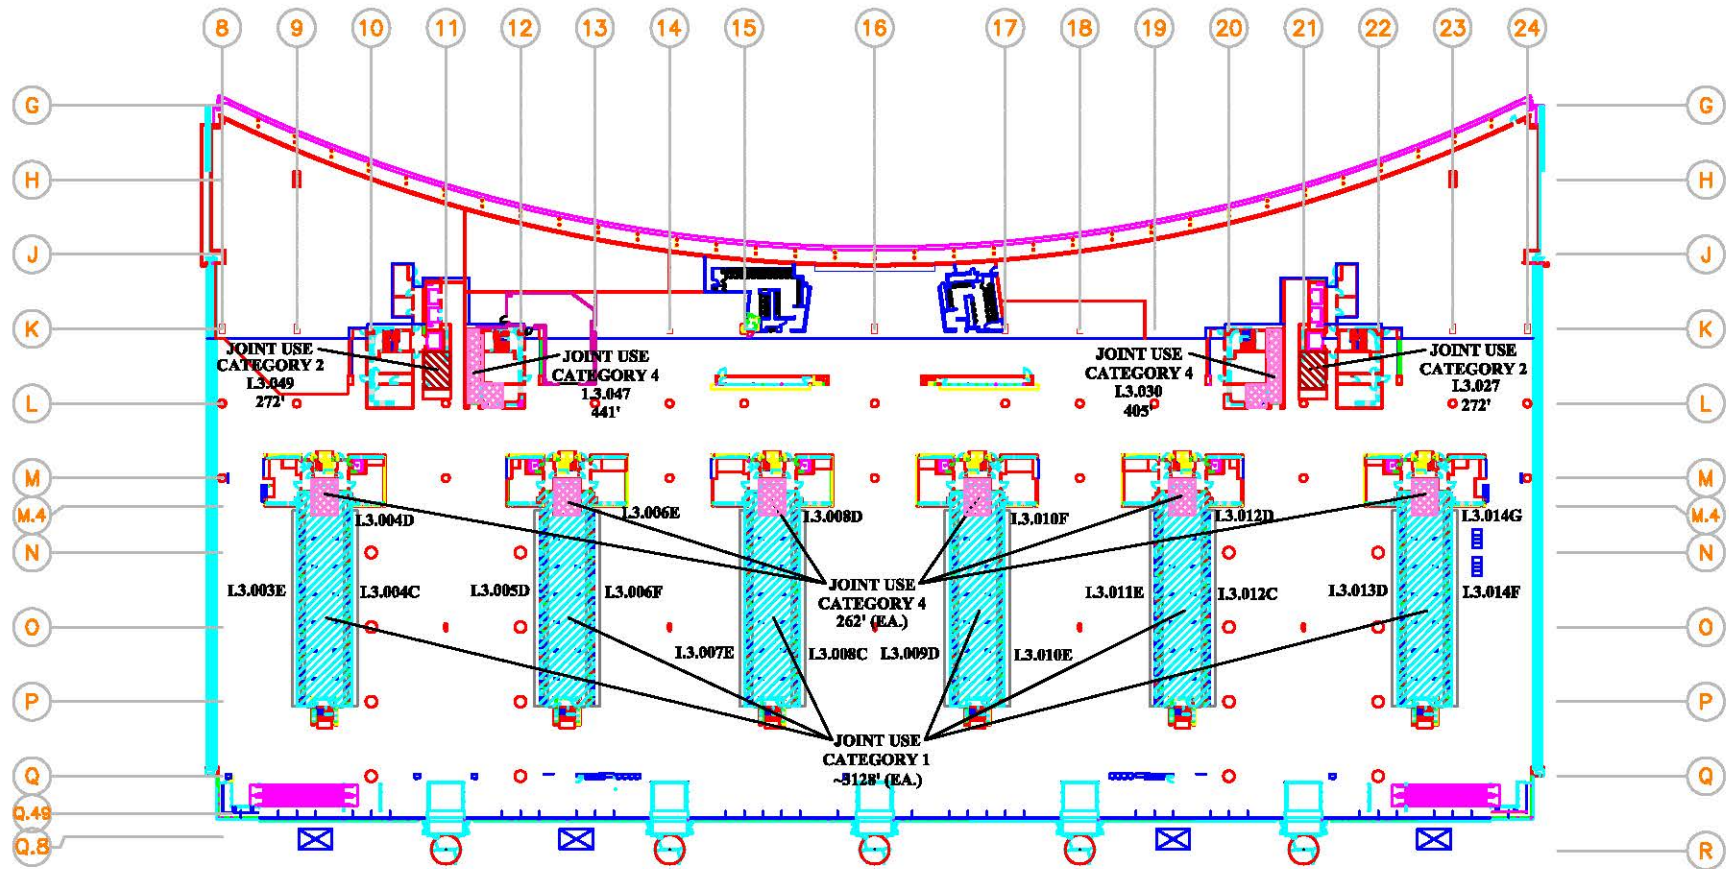 8 9 10 11 12 13 14 15 16 17 18 19 20 21 22 23 24
G G
H H
J J
K K
JOINT USE
CATEGORY 2
L3.049
272'
JOINT USE
CATEGORY 4
1.3.047
441'
JOINT USE
CATEGORY 4
L3.030
405'
JOINT USE
CATEGORY 2
L3.027
272'
L L
M M
M.4 M.4
L3.004D L3.006E L3.008D L3.010F L3.012D L3.014G
N N
L3.003E L3.004C L3.005D L3.006F L3.011E L3.012C L3.013D L3.014F
JOINT USE
CATEGORY 4
262' (EA.)
O O
L3.007E L3.008C L3.009D L3.010E
P P
JOINT USE
CATEGORY 1
~3128' (EA.)
Q Q
Q.49
Q.8 R